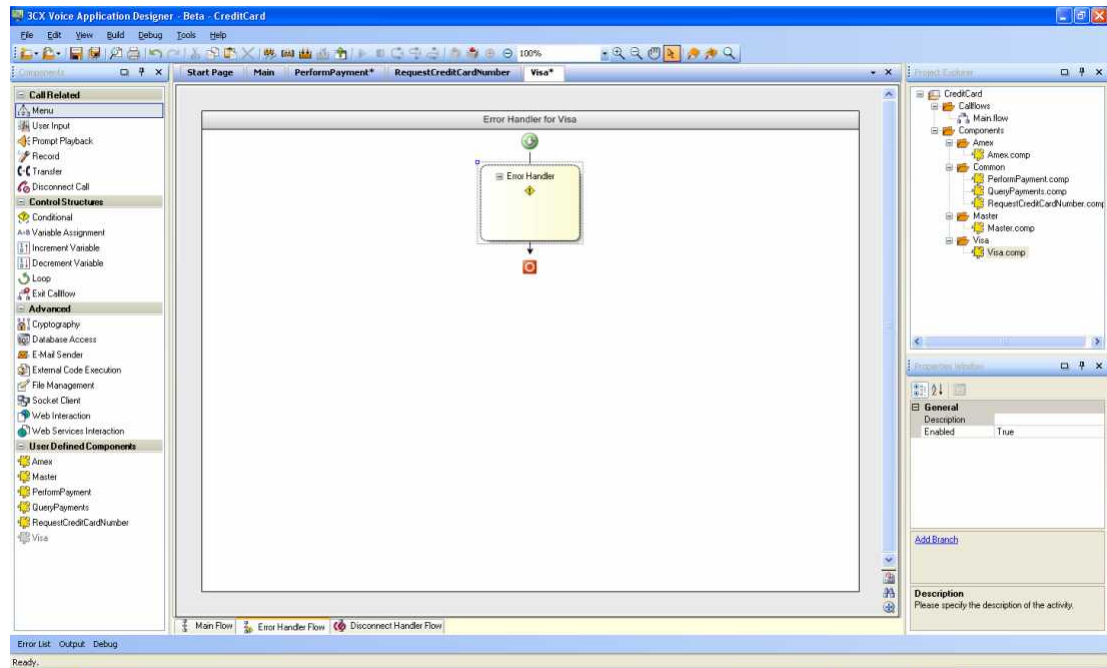 3CX Voice Application Designer - Beta - CreditCard
File Edit View Build Debug Tools Help
100%
Components
Call Related
Menu
User Input
Prompt Playback
Record
Transfer
Disconnect Call
Control Structures
Conditional
A=B Variable Assignment
Increment Variable
Decrement Variable
Loop
Exit Callflow
Advanced
Cryptography
Database Access
E-Mail Sender
External Code Execution
File Management
Socket Client
Web Interaction
Web Services Interaction
User Defined Components
Amex
Master
PerformPayment
QueryPayments
RequestCreditCardNumber
Visa
Start Page Main PerformPayment* RequestCreditCardNumber Visa*
Error Handler for Visa
Error Handler
Main Flow Error Handler Flow Disconnect Handler Flow
Project Explorer
CreditCard
Callflows
Main.flow
Components
Amex
Amex.comp
Common
PerformPayment.comp
QueryPayments.comp
RequestCreditCardNumber.comp
Master
Master.comp
Visa
Visa.comp
Properties Window
General
Description
Enabled True
Add Branch
Description
Please specify the description of the activity.
Error List Output Debug
Ready.